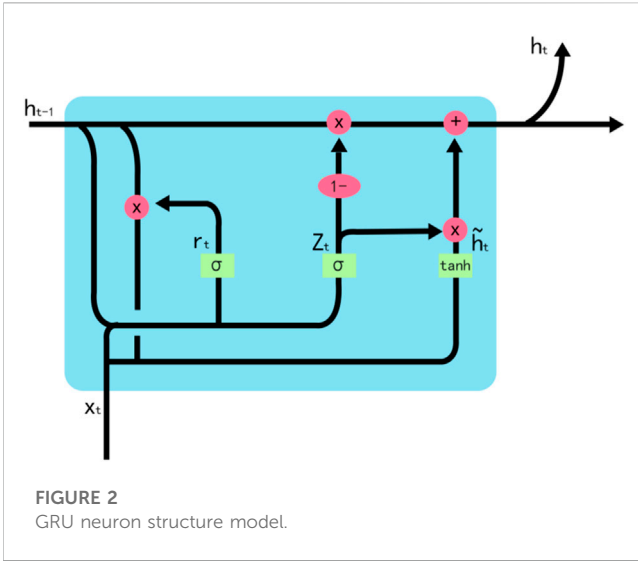 hₜ
hₜ₋₁
x
+
1-
x
rₜ
Zₜ
x
h̃ₜ
σ
σ
tanh
xₜ
FIGURE 2
GRU neuron structure model.